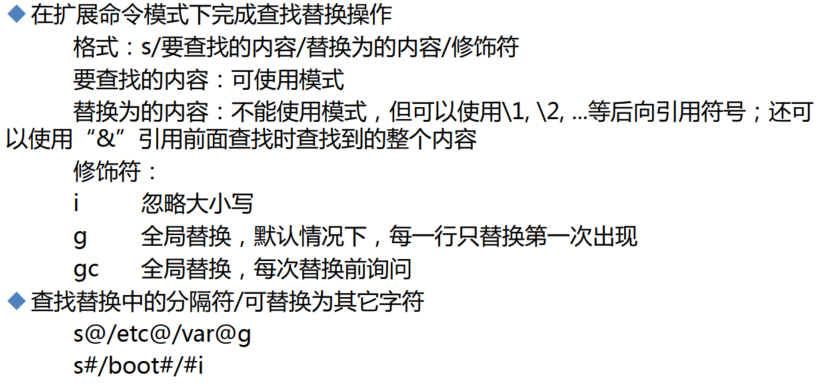 ◆ 在扩展命令模式下完成查找替换操作
格式：s/要查找的内容/替换为的内容/修饰符
要查找的内容：可使用模式
替换为的内容：不能使用模式，但可以使用\1, \2, ...等后向引用符号；还可
以使用“&”引用前面查找时查找到的整个内容
修饰符：
i 忽略大小写
g 全局替换，默认情况下，每一行只替换第一次出现
gc 全局替换，每次替换前询问
◆ 查找替换中的分隔符/可替换为其它字符
s@/etc@/var@g
s#/boot#/#i